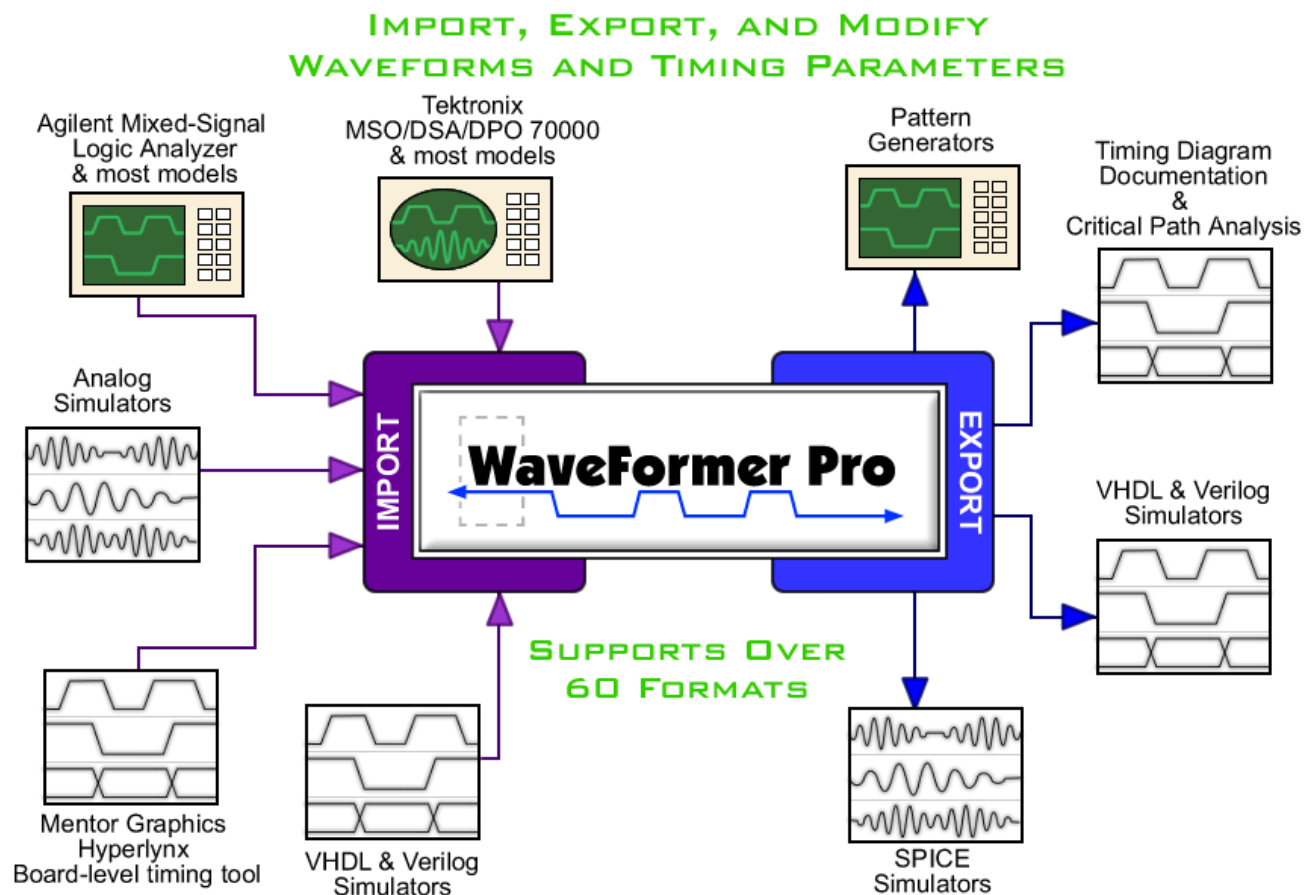 Import, Export, and Modify
Waveforms and Timing Parameters
Agilent Mixed-Signal
Logic Analyzer
& most models
Tektronix
MSO/DSA/DPO 70000
& most models
Pattern
Generators
Timing Diagram
Documentation
&
Critical Path Analysis
Analog
Simulators
IMPORT
WaveFormer Pro
EXPORT
VHDL & Verilog
Simulators
Supports Over
60 Formats
Mentor Graphics
Hyperlynx
Board-level timing tool
VHDL & Verilog
Simulators
SPICE
Simulators